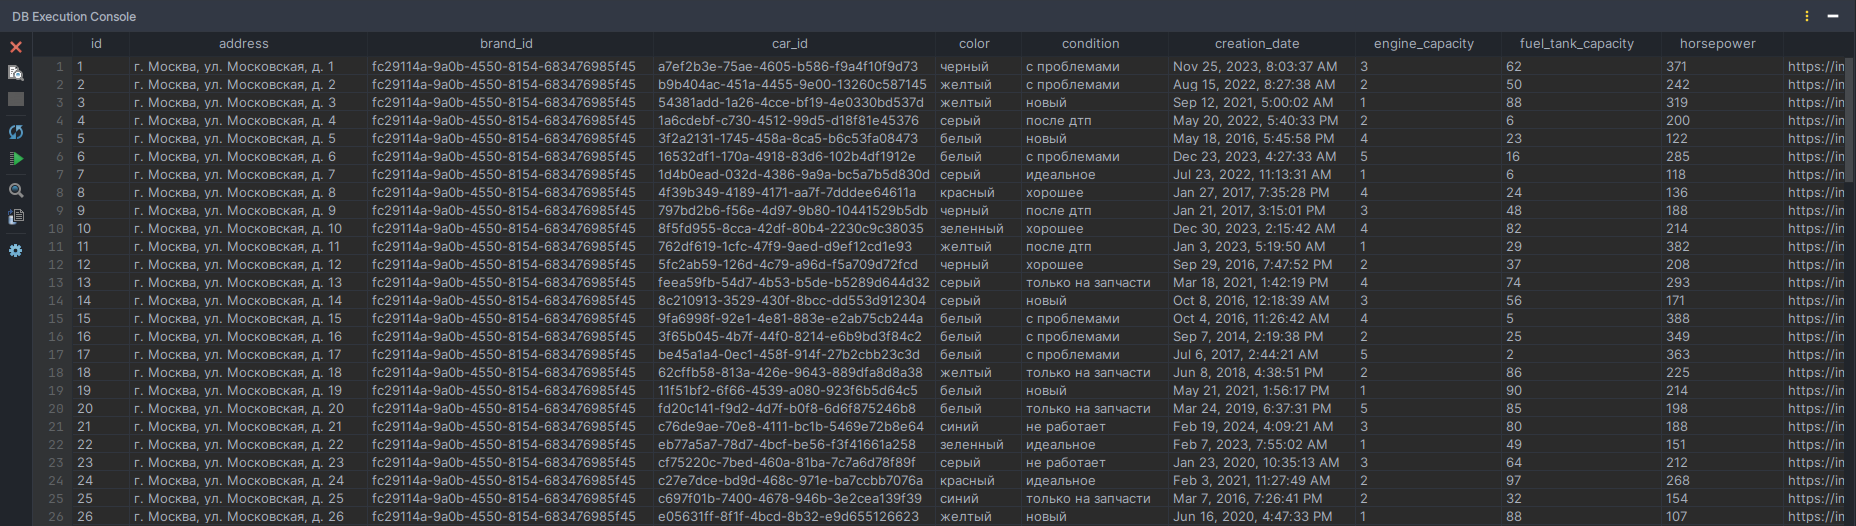 DB Execution Console
id address brand_id car_id color condition creation_date engine_capacity fuel_tank_capacity horsepower
1 1 г. Москва, ул. Московская, д. 1 fc29114a-9a0b-4550-8154-683476985f45 a7ef2b3e-75ae-4605-b586-f9a4f10f9d73 черный с проблемами Nov 25, 2023, 8:03:37 AM 3 62 371 https://im
2 2 г. Москва, ул. Московская, д. 2 fc29114a-9a0b-4550-8154-683476985f45 b9b404ac-451a-4455-9e00-13260c587145 желтый с проблемами Aug 15, 2022, 8:27:38 AM 2 50 242 https://im
3 3 г. Москва, ул. Московская, д. 3 fc29114a-9a0b-4550-8154-683476985f45 54381add-1a26-4cce-bf19-4e0330bd537d желтый новый Sep 12, 2021, 5:00:02 AM 1 88 319 https://im
4 4 г. Москва, ул. Московская, д. 4 fc29114a-9a0b-4550-8154-683476985f45 1a6cdebf-c730-4512-99d5-d18f81e45376 серый после дтп May 20, 2022, 5:40:33 PM 2 6 200 https://im
5 5 г. Москва, ул. Московская, д. 5 fc29114a-9a0b-4550-8154-683476985f45 3f2a2131-1745-458a-8ca5-b6c53fa08473 белый новый May 18, 2016, 5:45:58 PM 4 23 122 https://im
6 6 г. Москва, ул. Московская, д. 6 fc29114a-9a0b-4550-8154-683476985f45 16532df1-170a-4918-83d6-102b4df1912e белый с проблемами Dec 23, 2023, 4:27:33 AM 5 16 285 https://im
7 7 г. Москва, ул. Московская, д. 7 fc29114a-9a0b-4550-8154-683476985f45 1d4b0ead-032d-4386-9a9a-bc5a7b5d830d серый идеальное Jul 23, 2022, 11:13:31 AM 1 6 118 https://im
8 8 г. Москва, ул. Московская, д. 8 fc29114a-9a0b-4550-8154-683476985f45 4f39b349-4189-4171-aa7f-7dddee64611a красный хорошее Jan 27, 2017, 7:35:28 PM 4 24 136 https://im
9 9 г. Москва, ул. Московская, д. 9 fc29114a-9a0b-4550-8154-683476985f45 797bd2b6-f56e-4d97-9b80-10441529b5db черный после дтп Jan 21, 2017, 3:15:01 PM 3 48 188 https://im
10 10 г. Москва, ул. Московская, д. 10 fc29114a-9a0b-4550-8154-683476985f45 8f5fd955-8cca-42df-80b4-2230c9c38035 зеленный хорошее Dec 30, 2023, 2:15:42 AM 4 82 214 https://im
11 11 г. Москва, ул. Московская, д. 11 fc29114a-9a0b-4550-8154-683476985f45 762df619-1cfc-47f9-9aed-d9ef12cd1e93 желтый после дтп Jan 3, 2023, 5:19:50 AM 1 29 382 https://im
12 12 г. Москва, ул. Московская, д. 12 fc29114a-9a0b-4550-8154-683476985f45 5fc2ab59-126d-4c79-a96d-f5a709d72fcd черный хорошее Sep 29, 2016, 7:47:52 PM 2 37 208 https://im
13 13 г. Москва, ул. Московская, д. 13 fc29114a-9a0b-4550-8154-683476985f45 feea59fb-54d7-4b53-b5de-b5289d644d32 серый только на запчасти Mar 18, 2021, 1:42:19 PM 4 74 293 https://im
14 14 г. Москва, ул. Московская, д. 14 fc29114a-9a0b-4550-8154-683476985f45 8c210913-3529-430f-8bcc-dd553d912304 серый новый Oct 8, 2016, 12:18:39 AM 3 56 171 https://im
15 15 г. Москва, ул. Московская, д. 15 fc29114a-9a0b-4550-8154-683476985f45 9fa6998f-92e1-4e81-883e-e2ab75cb244a белый с проблемами Oct 4, 2016, 11:26:42 AM 4 5 388 https://im
16 16 г. Москва, ул. Московская, д. 16 fc29114a-9a0b-4550-8154-683476985f45 3f65b045-4b7f-44f0-8214-e6b9bd3f84c2 белый с проблемами Sep 7, 2014, 2:19:38 PM 2 25 349 https://im
17 17 г. Москва, ул. Московская, д. 17 fc29114a-9a0b-4550-8154-683476985f45 be45a1a4-0ec1-458f-914f-27b2cbb23c3d белый с проблемами Jul 6, 2017, 2:44:21 AM 5 2 363 https://im
18 18 г. Москва, ул. Московская, д. 18 fc29114a-9a0b-4550-8154-683476985f45 62cffb58-813a-426e-9643-889dfa8d8a38 желтый только на запчасти Jun 8, 2018, 4:38:51 PM 2 86 225 https://im
19 19 г. Москва, ул. Московская, д. 19 fc29114a-9a0b-4550-8154-683476985f45 11f51bf2-6f66-4539-a080-923f6b5d64c5 белый новый May 21, 2021, 1:56:17 PM 1 90 214 https://im
20 20 г. Москва, ул. Московская, д. 20 fc29114a-9a0b-4550-8154-683476985f45 fd20c141-f9d2-4d7f-b0f8-6d6f875246b8 белый только на запчасти Mar 24, 2019, 6:37:31 PM 5 85 198 https://im
21 21 г. Москва, ул. Московская, д. 21 fc29114a-9a0b-4550-8154-683476985f45 c76de9ae-70e8-4111-bc1b-5469e72b8e64 синий не работает Feb 19, 2024, 4:09:21 AM 3 80 188 https://im
22 22 г. Москва, ул. Московская, д. 22 fc29114a-9a0b-4550-8154-683476985f45 eb77a5a7-78d7-4bcf-be56-f3f41661a258 зеленный идеальное Feb 7, 2023, 7:55:02 AM 1 49 151 https://im
23 23 г. Москва, ул. Московская, д. 23 fc29114a-9a0b-4550-8154-683476985f45 cf75220c-7bed-460a-81ba-7c7a6d78f89f серый не работает Jan 23, 2020, 10:35:13 AM 3 64 212 https://im
24 24 г. Москва, ул. Московская, д. 24 fc29114a-9a0b-4550-8154-683476985f45 c27e7dce-bd9d-468c-971e-ba7ccbb7076a красный идеальное Feb 3, 2021, 11:27:49 AM 2 97 268 https://im
25 25 г. Москва, ул. Московская, д. 25 fc29114a-9a0b-4550-8154-683476985f45 c697f01b-7400-4678-946b-3e2cea139f39 синий только на запчасти Mar 7, 2016, 7:26:41 PM 2 32 154 https://im
26 26 г. Москва, ул. Московская, д. 26 fc29114a-9a0b-4550-8154-683476985f45 e05631ff-8f1f-4bcd-8b32-e9d655126623 желтый новый Jun 16, 2020, 4:47:33 PM 1 88 107 https://im